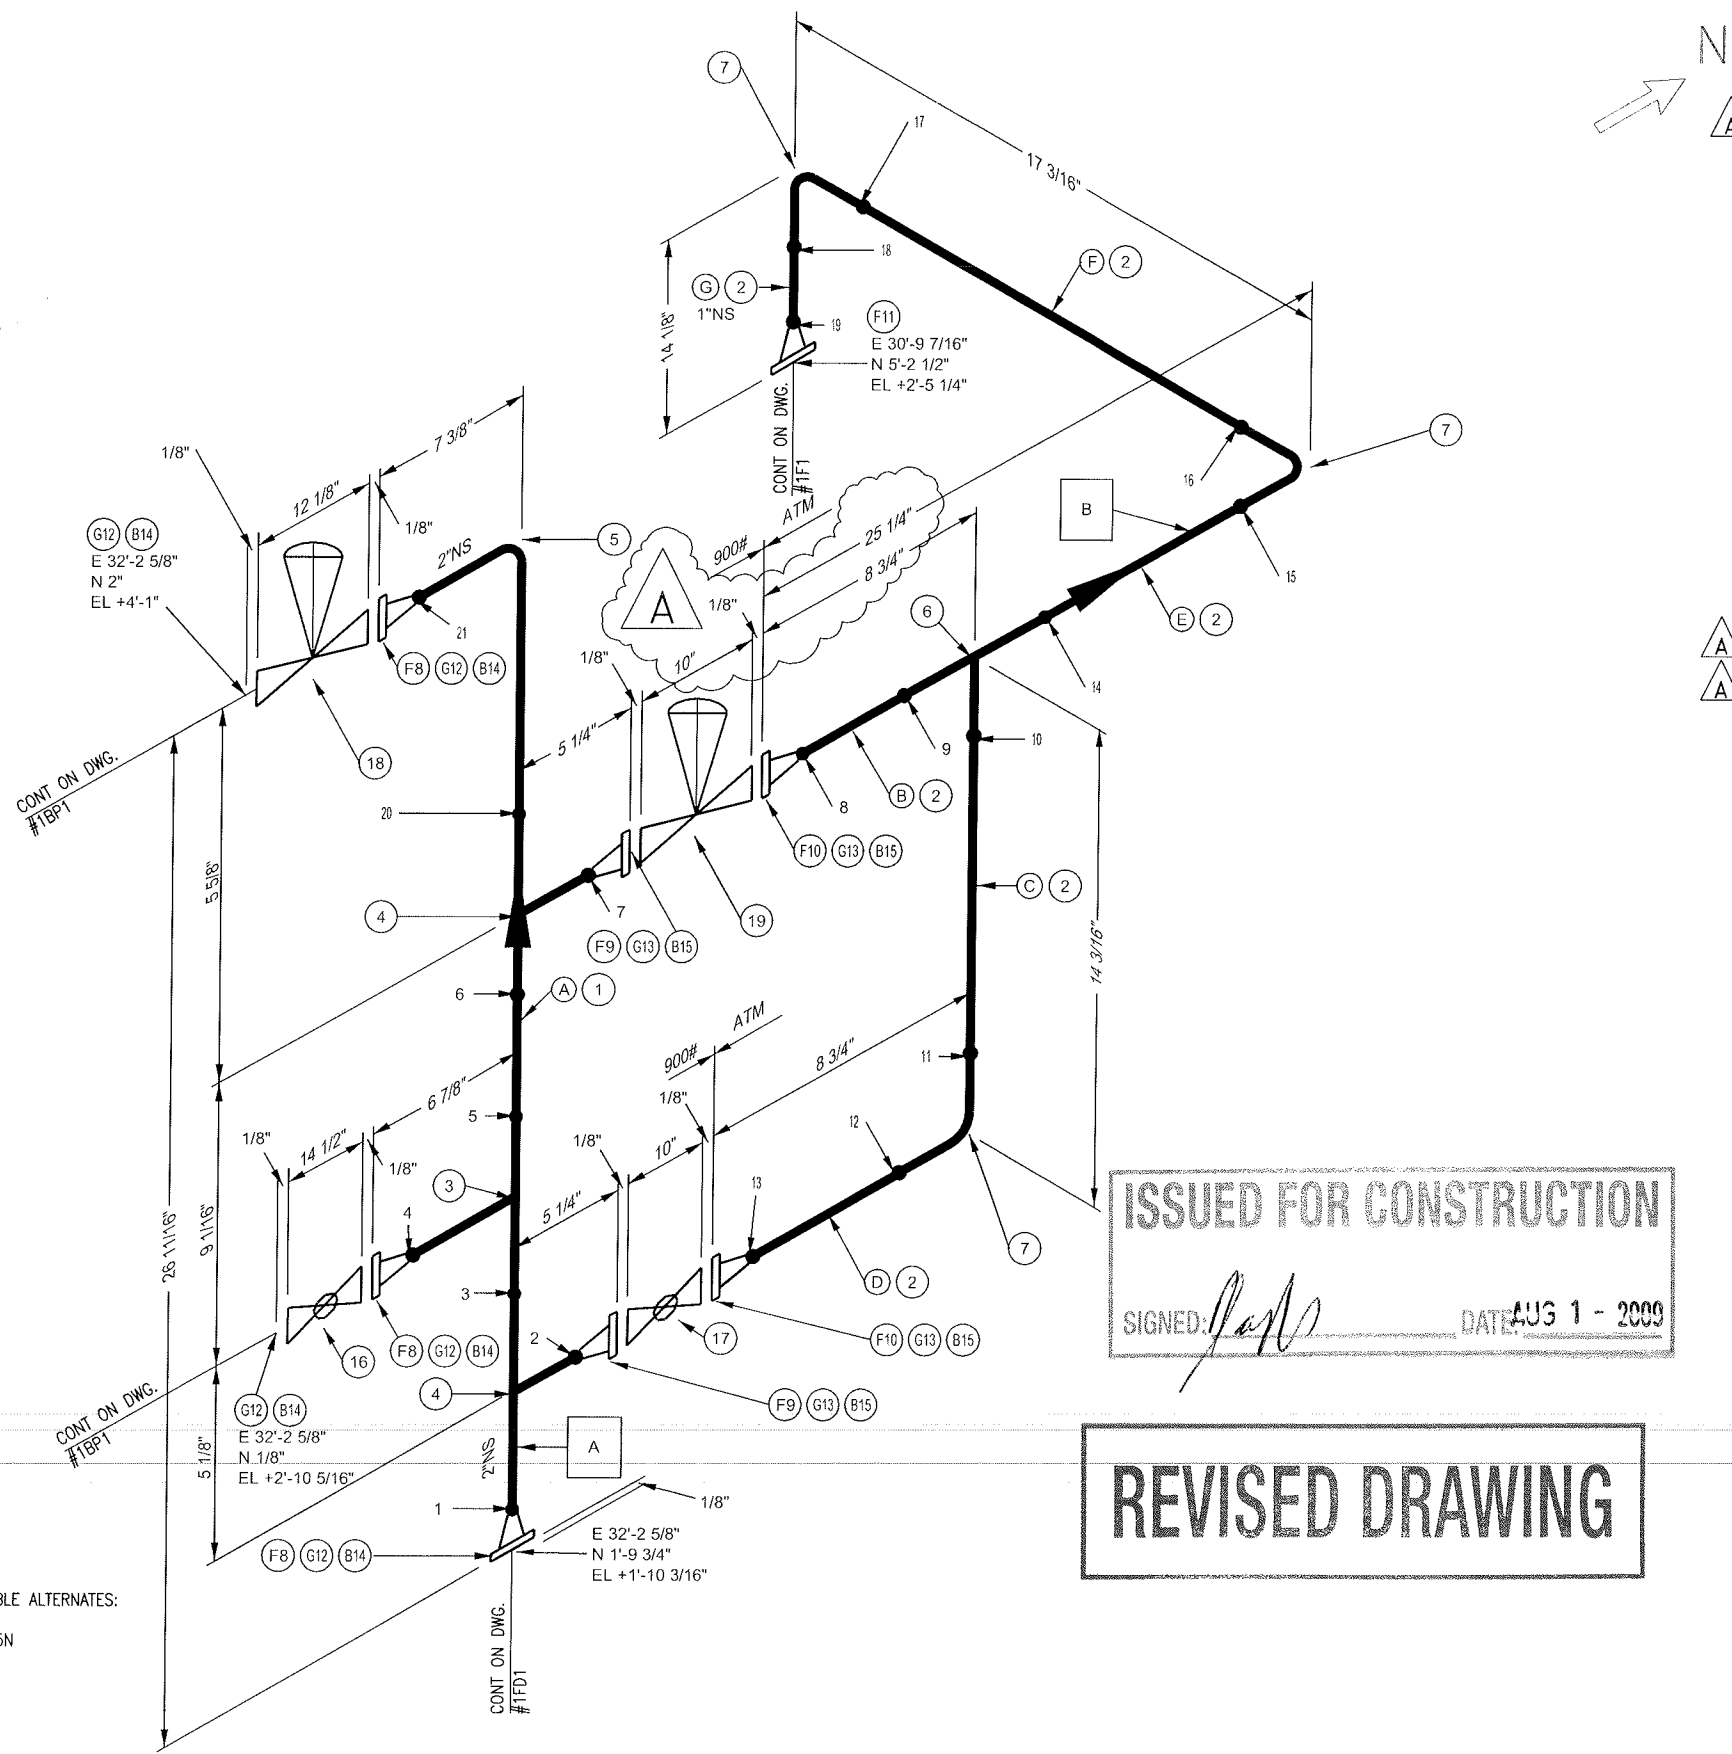 N
A
7
17
17 3/16"
18
F 2
G 2
1"NS
14 1/8"
19
F11
E 30'-9 7/16"
N 5'-2 1/2"
EL +2'-5 1/4"
CONT ON DWG.
#1F1
7
16
B
15
ATM
900#
25 1/4"
8 3/4"
1/8"
A
10"
1/8"
5 1/4"
6
E 2
14
1/8"
12 1/8"
7 3/8"
1/8"
2"NS
5
G12 B14
E 32'-2 5/8"
N 2"
EL +4'-1"
21
F8 G12 B14
18
CONT ON DWG.
#1BP1
A
A
9
10
8
B 2
F10 G13 B15
20
5 5/8"
4
7
19
F9 G13 B15
C 2
14 3/16"
6
A 1
ATM
900#
8 3/4"
11
6 7/8"
5
1/8"
14 1/2"
1/8"
1/8"
10"
1/8"
5 1/4"
12
13
3
4
26 11/16"
9 1/16"
7
D 2
3
2
17
16
F8 G12 B14
F10 G13 B15
4
F9 G13 B15
CONT ON DWG.
#1BP1
G12 B14
E 32'-2 5/8"
N 1/8"
EL +2'-10 5/16"
5 1/8"
2"NS
A
1
1/8"
E 32'-2 5/8"
N 1'-9 3/4"
EL +1'-10 3/16"
F8 G12 B14
CONT ON DWG.
#1FD1
BLE ALTERNATES:
ISSUED FOR CONSTRUCTION
SIGNED: DATE: AUG 1 - 2009
REVISED DRAWING